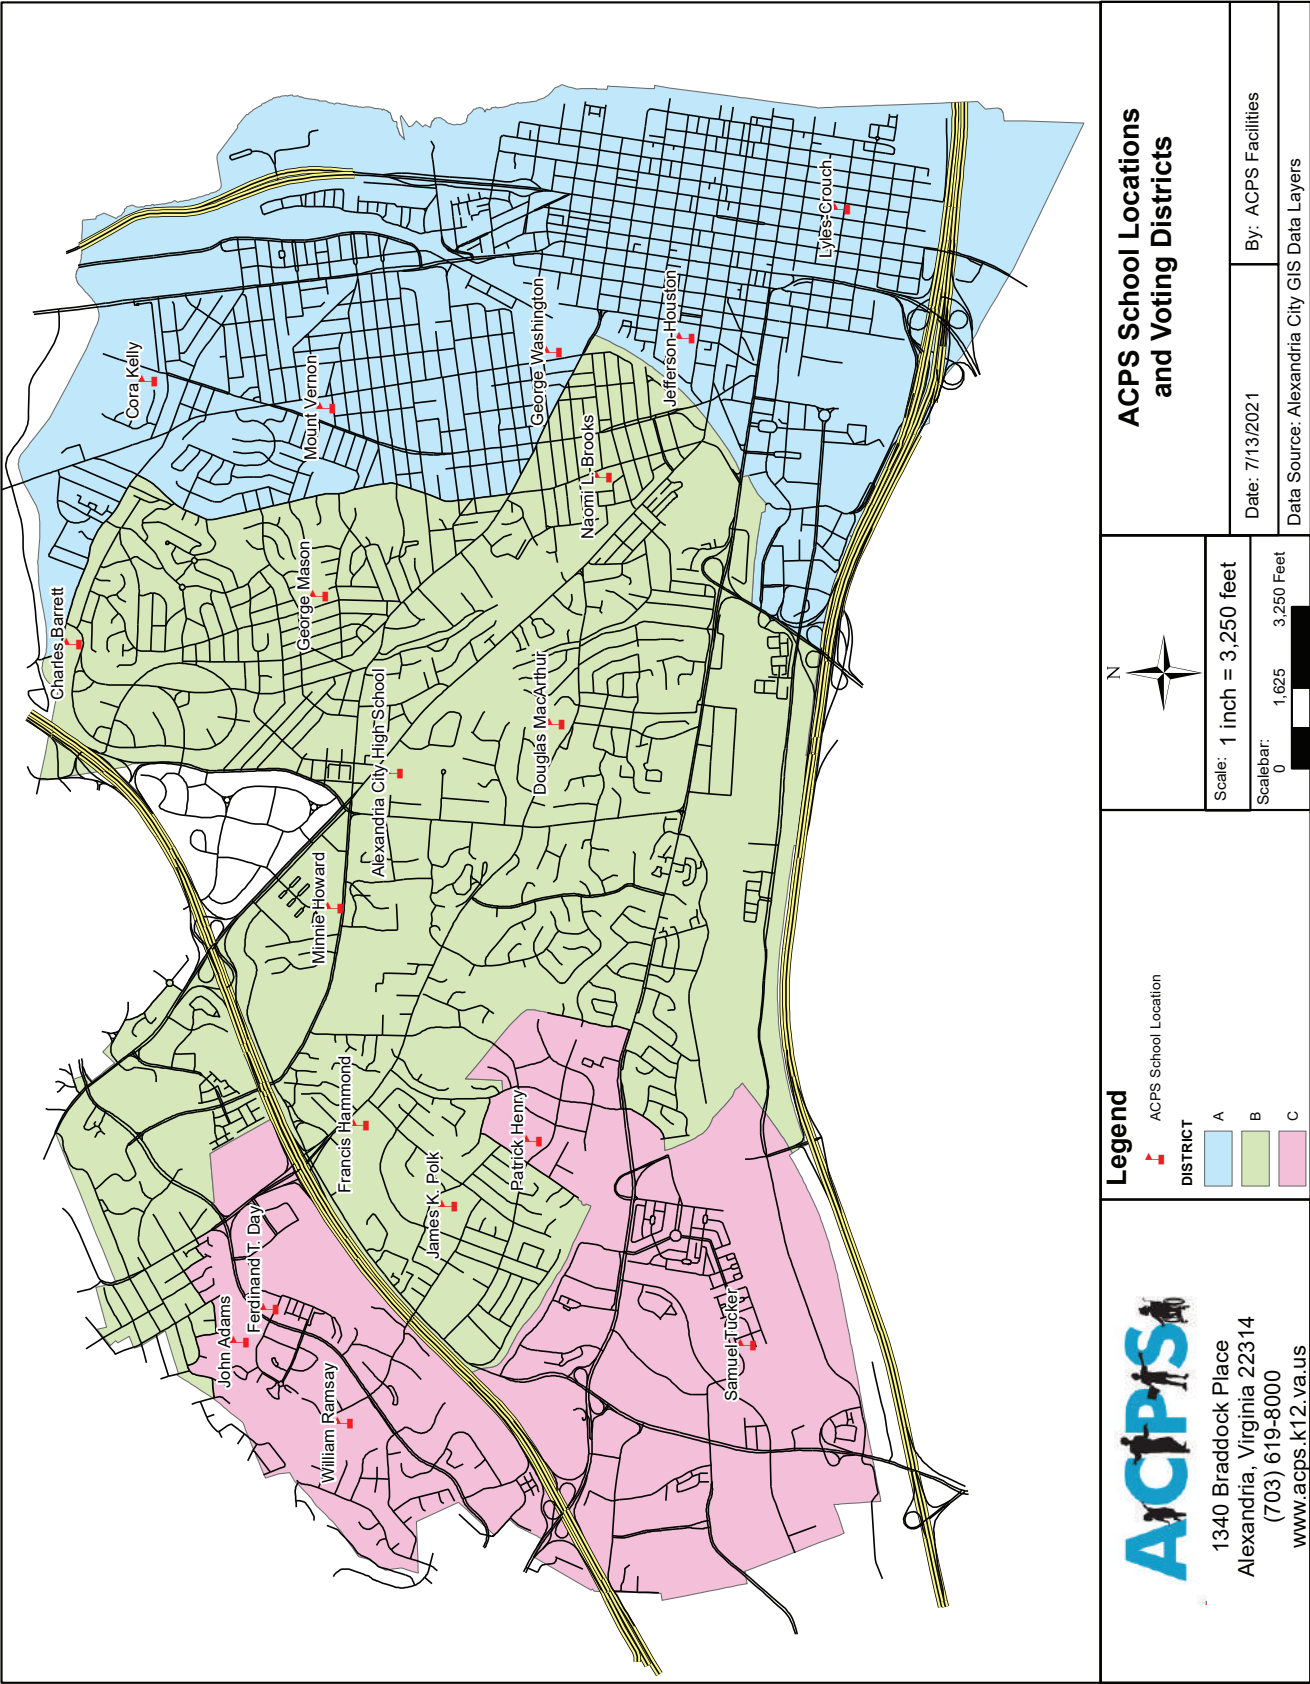 Cora Kelly
Charles Barrett
Mount Vernon
George Mason
George Washington
Jefferson-Houston
Lyles-Crouch
Naomi L. Brooks
Alexandria City High School
Douglas MacArthur
Minnie Howard
Francis Hammond
James K. Polk
Patrick Henry
Ferdinand T. Day
John Adams
William Ramsay
Samuel Tucker
ACPS
1340 Braddock Place
Alexandria, Virginia 22314
(703) 619-8000
www.acps.k12.va.us
Legend
ACPS School Location
DISTRICT
A
B
C
N
Scale: 1 inch = 3,250 feet
Scalebar:
0 1,625 3,250 Feet
ACPS School Locations
and Voting Districts
Date: 7/13/2021
By: ACPS Facilities
Data Source: Alexandria City GIS Data Layers